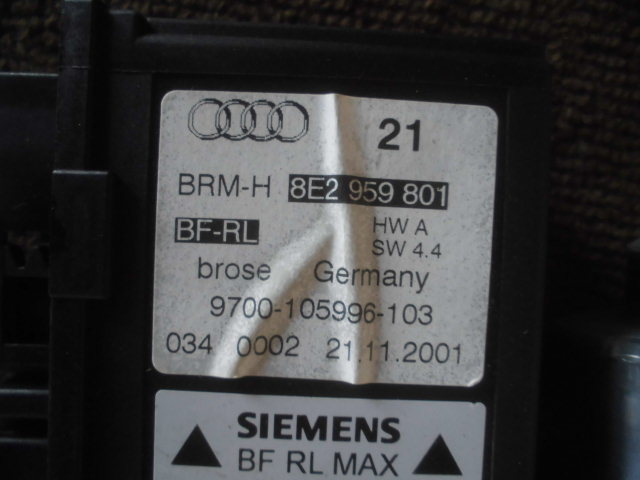 21
BRM-H 8E2 959 801
BF-RL HW A
SW 4.4
brose Germany
9700-105996-103
034 0002 21.11.2001
SIEMENS
BF RL MAX